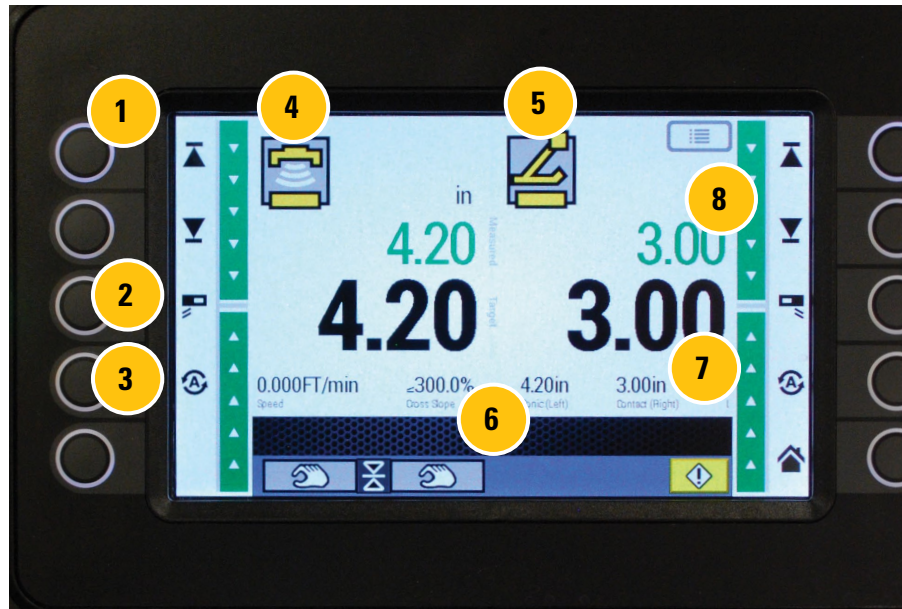 1
4
5
8
in
4.20
Measured
3.00
2
4.20
Target
3.00
3
7
0.000FT/min
≤300.0%
4.20in
3.00in
Speed
Cross Slope
(Left)
Contact (Right)
6
A
A